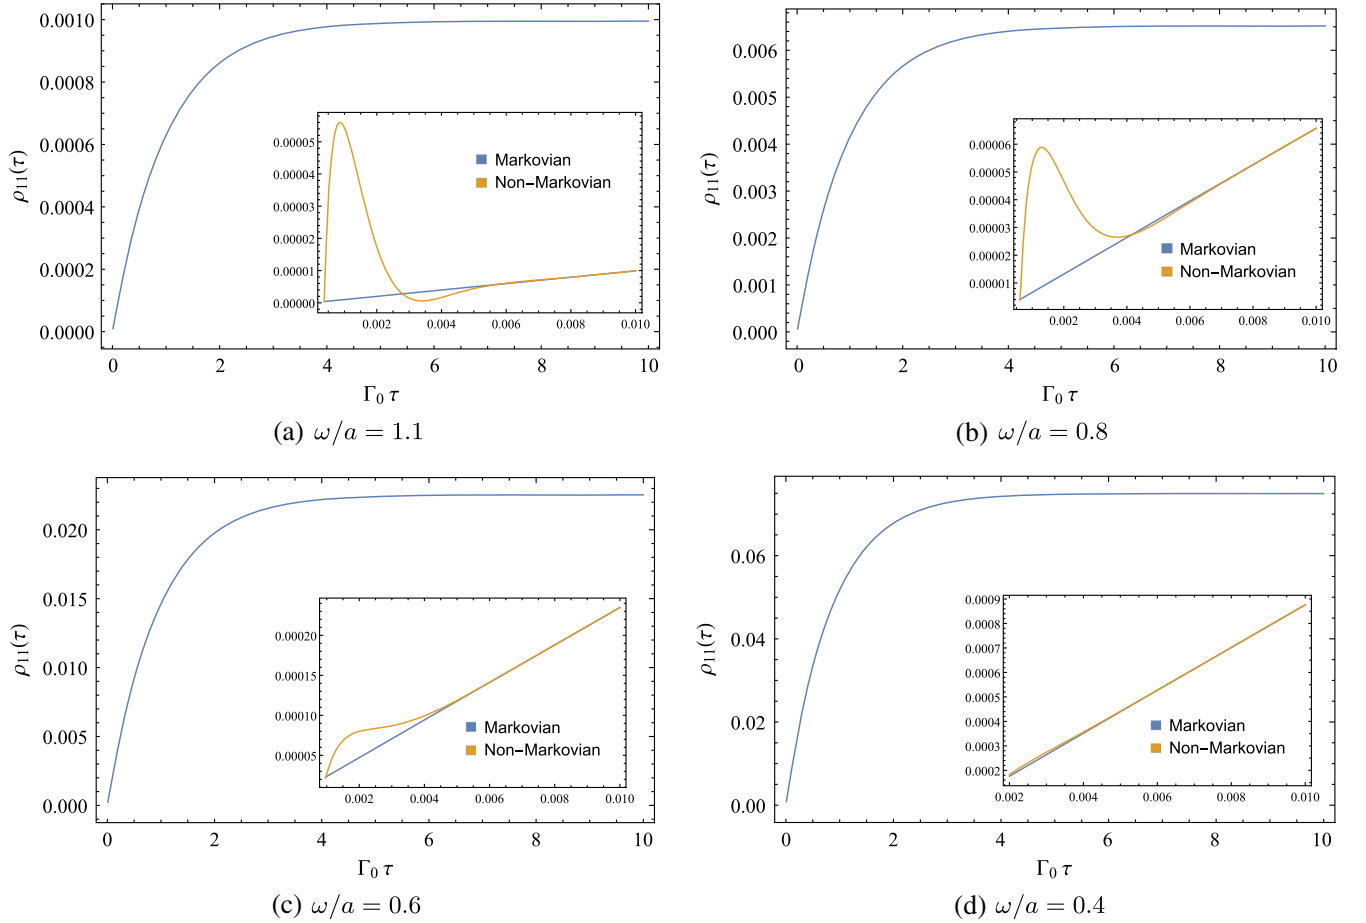 0.0010
0.0008
0.0006
0.0004
0.0002
0.0000
ρ11(τ)
0.00005
0.00004
0.00003
0.00002
0.00001
0.00000
Markovian
Non−Markovian
0.002 0.004 0.006 0.008 0.010
0 2 4 6 8 10
Γ0 τ
(a) ω/a = 1.1
0.006
0.005
0.004
0.003
0.002
0.001
0.000
ρ11(τ)
0.00006
0.00005
0.00004
0.00003
0.00002
0.00001
Markovian
Non−Markovian
0.002 0.004 0.006 0.008 0.010
0 2 4 6 8 10
Γ0 τ
(b) ω/a = 0.8
0.020
0.015
0.010
0.005
0.000
ρ11(τ)
0.00020
0.00015
0.00010
0.00005
Markovian
Non−Markovian
0.002 0.004 0.006 0.008 0.010
0 2 4 6 8 10
Γ0 τ
(c) ω/a = 0.6
0.06
0.04
0.02
0.00
ρ11(τ)
0.0009
0.0008
0.0007
0.0006
0.0005
0.0004
0.0003
0.0002
Markovian
Non−Markovian
0.002 0.004 0.006 0.008 0.010
0 2 4 6 8 10
Γ0 τ
(d) ω/a = 0.4